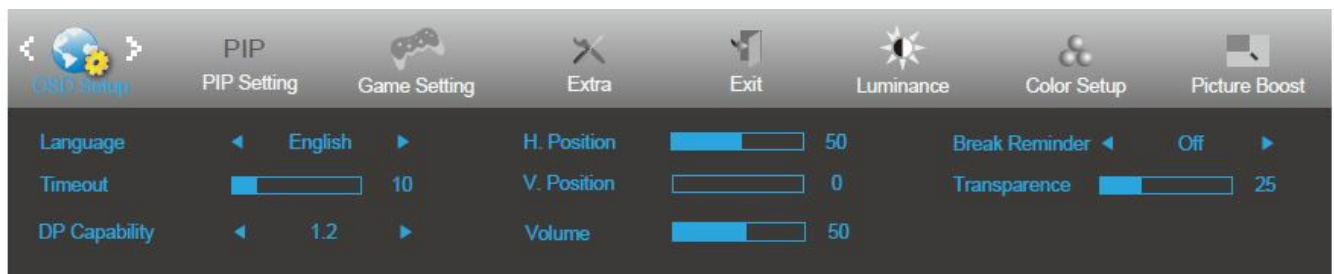 PIP
OSD Setup PIP Setting Game Setting Extra Exit Luminance Color Setup Picture Boost
Language English H. Position 50 Break Reminder Off
Timeout 10 V. Position 0 Transparence 25
DP Capability 1.2 Volume 50